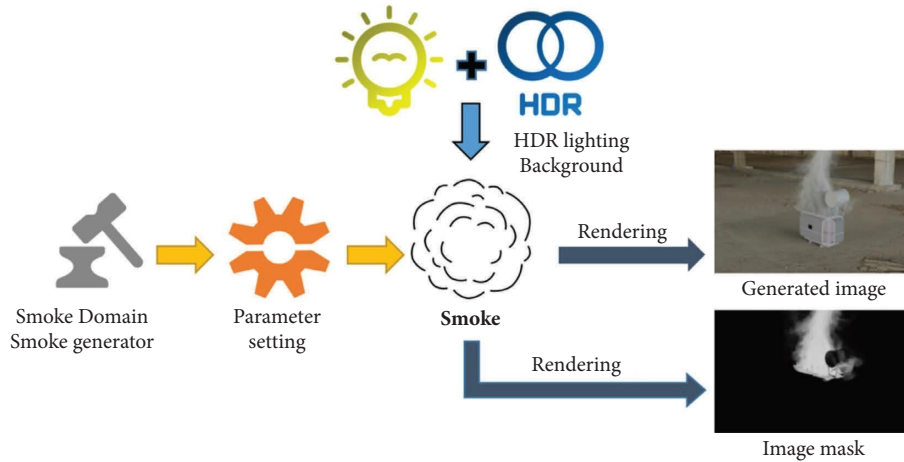 HDR
HDR lighting
Background
Rendering
Generated image
Smoke Domain
Smoke generator
Parameter
setting
Smoke
Rendering
Image mask